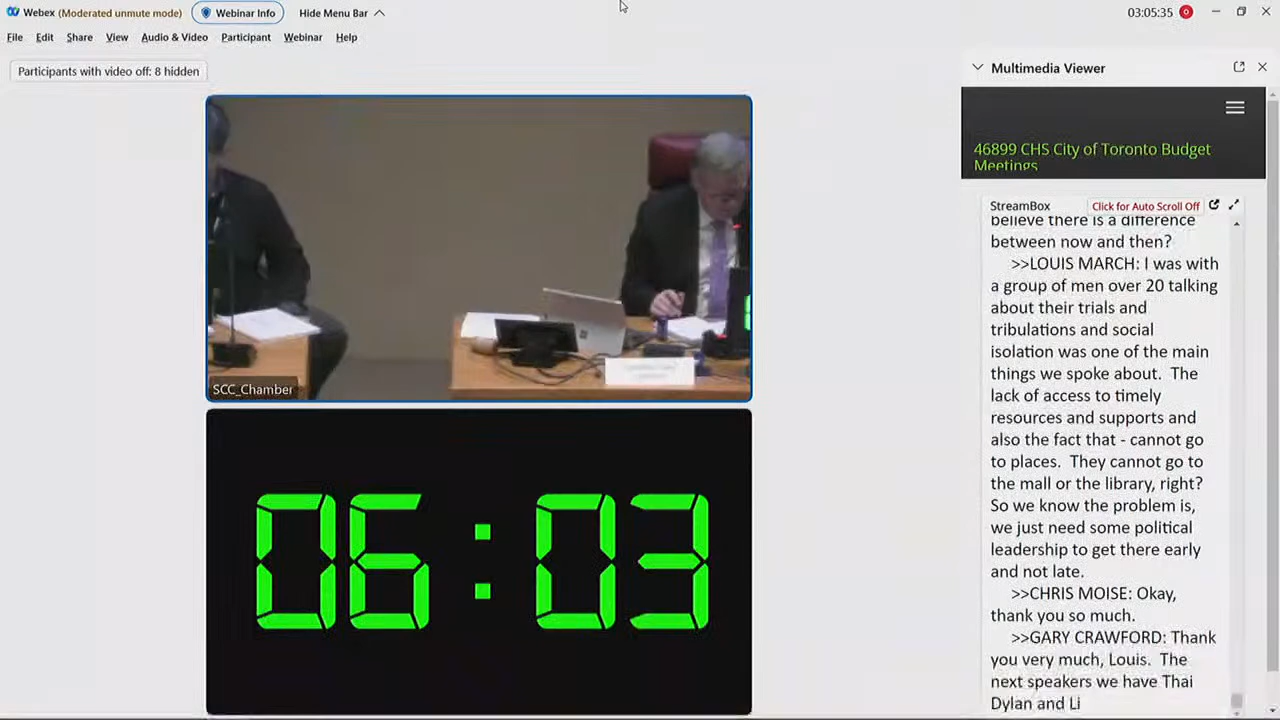 Webex (Moderated unmute mode) Webinar Info Hide Menu Bar 03:05:35
File Edit Share View Audio & Video Participant Webinar Help
Participants with video off: 8 hidden
Multimedia Viewer
46899 CHS City of Toronto Budget
Meetings
StreamBox Click for Auto Scroll Off
believe there is a difference
between now and then?
>>LOUIS MARCH: I was with
a group of men over 20 talking
about their trials and
tribulations and social
isolation was one of the main
things we spoke about. The
lack of access to timely
resources and supports and
also the fact that - cannot go
to places. They cannot go to
the mall or the library, right?
So we know the problem is,
we just need some political
leadership to get there early
and not late.
>>CHRIS MOISE: Okay,
thank you so much.
>>GARY CRAWFORD: Thank
you very much, Louis. The
next speakers we have Thai
Dylan and Li
SCC_Chamber
06:03